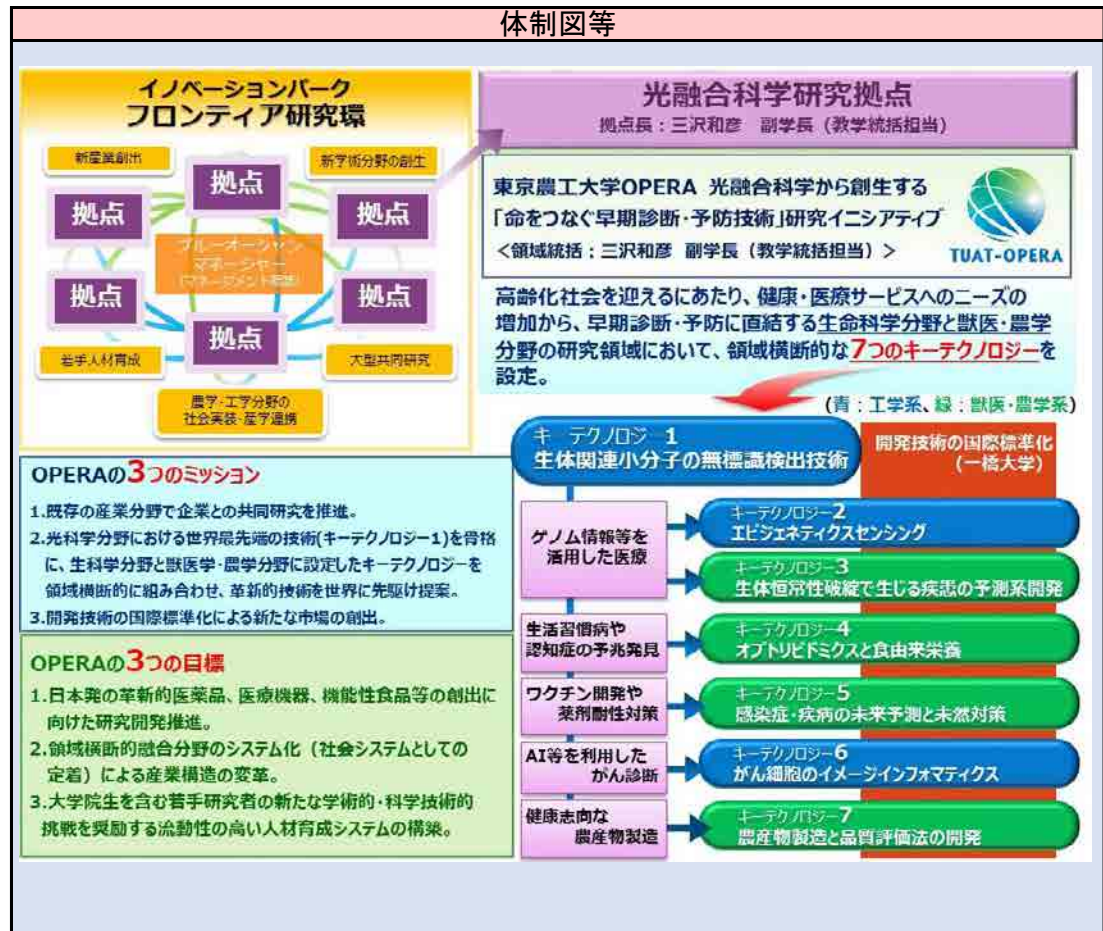 体制図等
イノベーションパーク
フロンティア研究環
新産業創出
新学術分野の創生
拠点
拠点
拠点
ブルーオーシャン
マネージャー
拠点
拠点
拠点
若手人材育成
大型共同研究
農学・工学分野の
社会実装・産学連携
光融合科学研究拠点
拠点長：三沢和彦　副学長（教学統括担当）
東京農工大学OPERA 光融合科学から創生する
「命をつなぐ早期診断・予防技術」研究イニシアティブ
＜領域統括：三沢和彦　副学長（教学統括担当）＞
TUAT-OPERA
高齢化社会を迎えるにあたり、健康・医療サービスへのニーズの
増加から、早期診断・予防に直結する生命科学分野と獣医・農学
分野の研究領域において、領域横断的な7つのキーテクノロジーを
設定。
(青：工学系、緑：獣医・農学系)
OPERAの3つのミッション
1.既存の産業分野で企業との共同研究を推進。
2.光科学分野における世界最先端の技術(キーテクノロジー1)を骨格
に、生科学分野と獣医学・農学分野に設定したキーテクノロジーを
領域横断的に組み合わせ、革新的技術を世界に先駆け提案。
3.開発技術の国際標準化による新たな市場の創出。
OPERAの3つの目標
1.日本発の革新的医薬品、医療機器、機能性食品等の創出に
向けた研究開発推進。
2.領域横断的融合分野のシステム化（社会システムとしての
定着）による産業構造の変革。
3.大学院生を含む若手研究者の新たな学術的・科学技術的
挑戦を奨励する流動性の高い人材育成システムの構築。
キーテクノロジー1
生体関連小分子の無標識検出技術
開発技術の国際標準化
(一橋大学)
ゲノム情報等を
活用した医療
キーテクノロジー2
エピジェネティクスセンシング
キーテクノロジー3
生体恒常性破綻で生じる疾患の予測系開発
生活習慣病や
認知症の予兆発見
キーテクノロジー4
オプトリピドミクスと食由来栄養
ワクチン開発や
薬剤耐性対策
キーテクノロジー5
感染症・疾病の未来予測と未然対策
AI等を利用した
がん診断
キーテクノロジー6
がん細胞のイメージインフォマティクス
健康志向な
農産物製造
キーテクノロジー7
農産物製造と品質評価法の開発